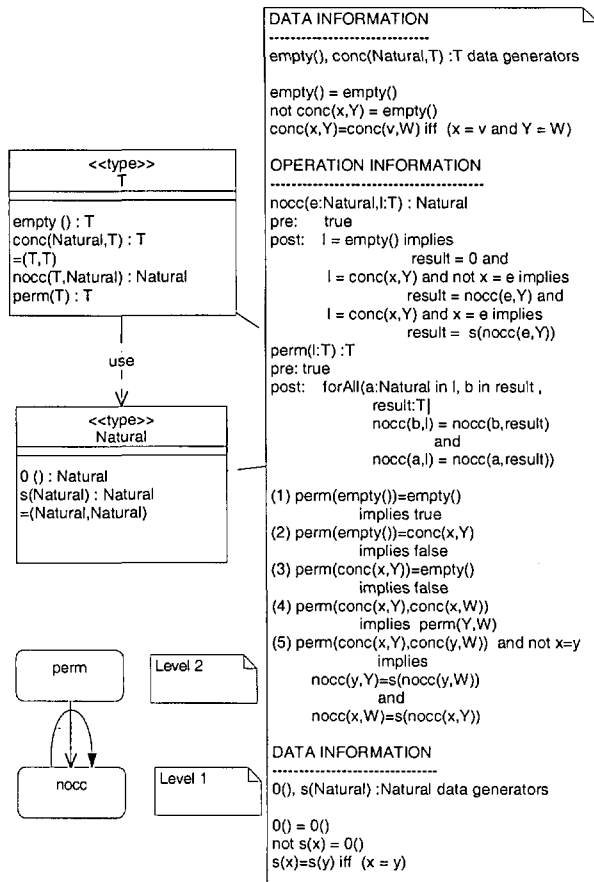 <<type>>
T
empty () : T
conc(Natural,T) : T
=(T,T)
nocc(T,Natural) : Natural
perm(T) : T
use
<<type>>
Natural
0 () : Natural
s(Natural) : Natural
=(Natural,Natural)
perm
Level 2
nocc
Level 1
DATA INFORMATION
----------------------------
empty(), conc(Natural,T) :T data generators
empty() = empty()
not conc(x,Y) = empty()
conc(x,Y)=conc(v,W) iff (x = v and Y = W)
OPERATION INFORMATION
----------------------------------
nocc(e:Natural,l:T) : Natural
pre: true
post: l = empty() implies
result = 0 and
l = conc(x,Y) and not x = e implies
result = nocc(e,Y) and
l = conc(x,Y) and x = e implies
result = s(nocc(e,Y))
perm(l:T) :T
pre: true
post: forAll(a:Natural in l, b in result ,
result:T|
nocc(b,l) = nocc(b,result)
and
nocc(a,l) = nocc(a,result))
(1) perm(empty())=empty()
implies true
(2) perm(empty())=conc(x,Y)
implies false
(3) perm(conc(x,Y))=empty()
implies false
(4) perm(conc(x,Y),conc(x,W))
implies perm(Y,W)
(5) perm(conc(x,Y),conc(y,W)) and not x=y
implies
nocc(y,Y)=s(nocc(y,W))
and
nocc(x,W)=s(nocc(x,Y))
DATA INFORMATION
----------------------------
0(), s(Natural) :Natural data generators
0() = 0()
not s(x) = 0()
s(x)=s(y) iff (x = y)